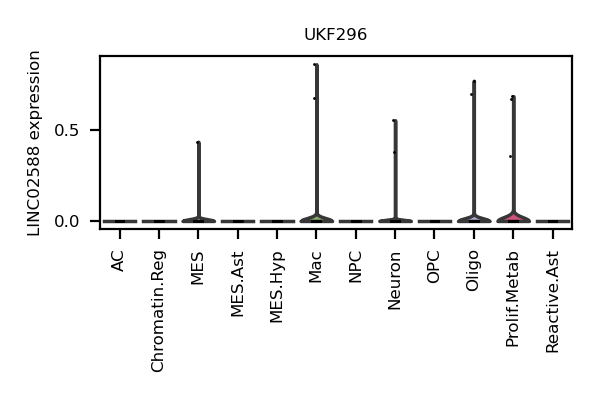 UKF296
LINC02588 expression
0.5
0.0
AC
Chromatin.Reg
MES
MES.Ast
MES.Hyp
Mac
NPC
Neuron
OPC
Oligo
Prolif.Metab
Reactive.Ast